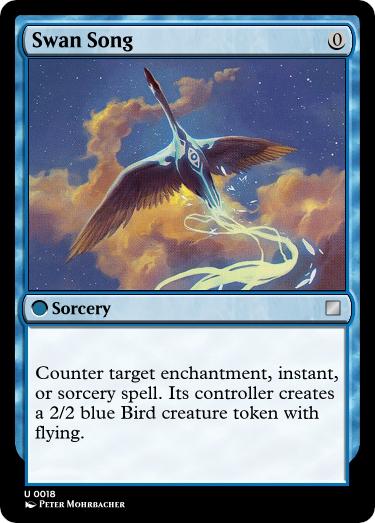 Swan Song 0
Sorcery
Counter target enchantment, instant,
or sorcery spell. Its controller creates
a 2/2 blue Bird creature token with
flying.
U 0018
Peter Mohrbacher